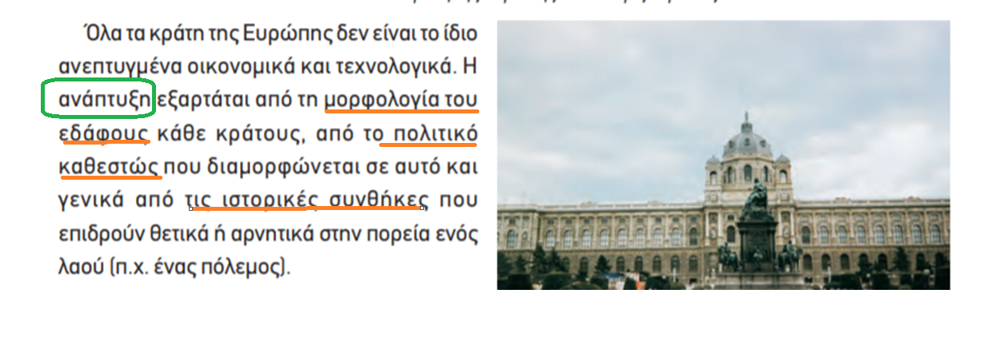 Όλα τα κράτη της Ευρώπης δεν είναι το ίδιο
ανεπτυγμένα οικονομικά και τεχνολογικά. Η
ανάπτυξη εξαρτάται από τη μορφολογία του
εδάφους κάθε κράτους, από το πολιτικό
καθεστώς που διαμορφώνεται σε αυτό και
γενικά από τις ιστορικές συνθήκες που
επιδρούν θετικά ή αρνητικά στην πορεία ενός
λαού (π.χ. ένας πόλεμος).